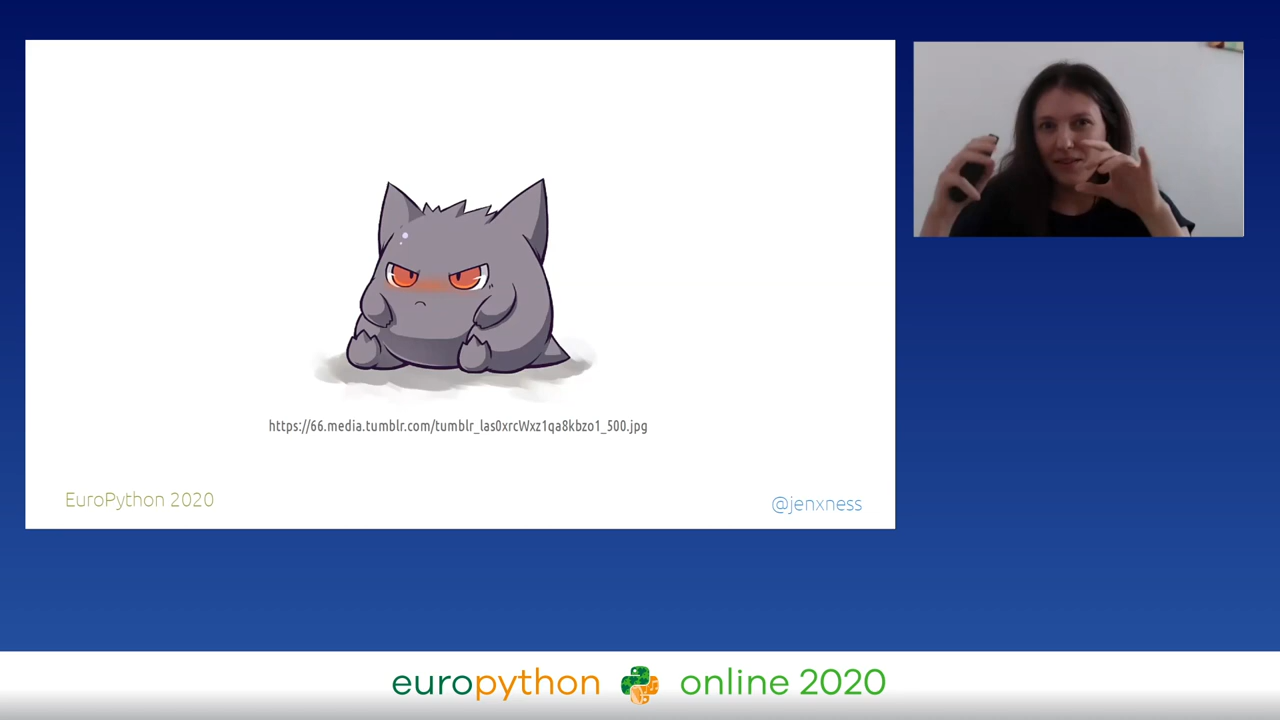 https://66.media.tumblr.com/tumblr_las0xrcWxz1qa8kbzo1_500.jpg
EuroPython 2020
@jenxness
europython online 2020